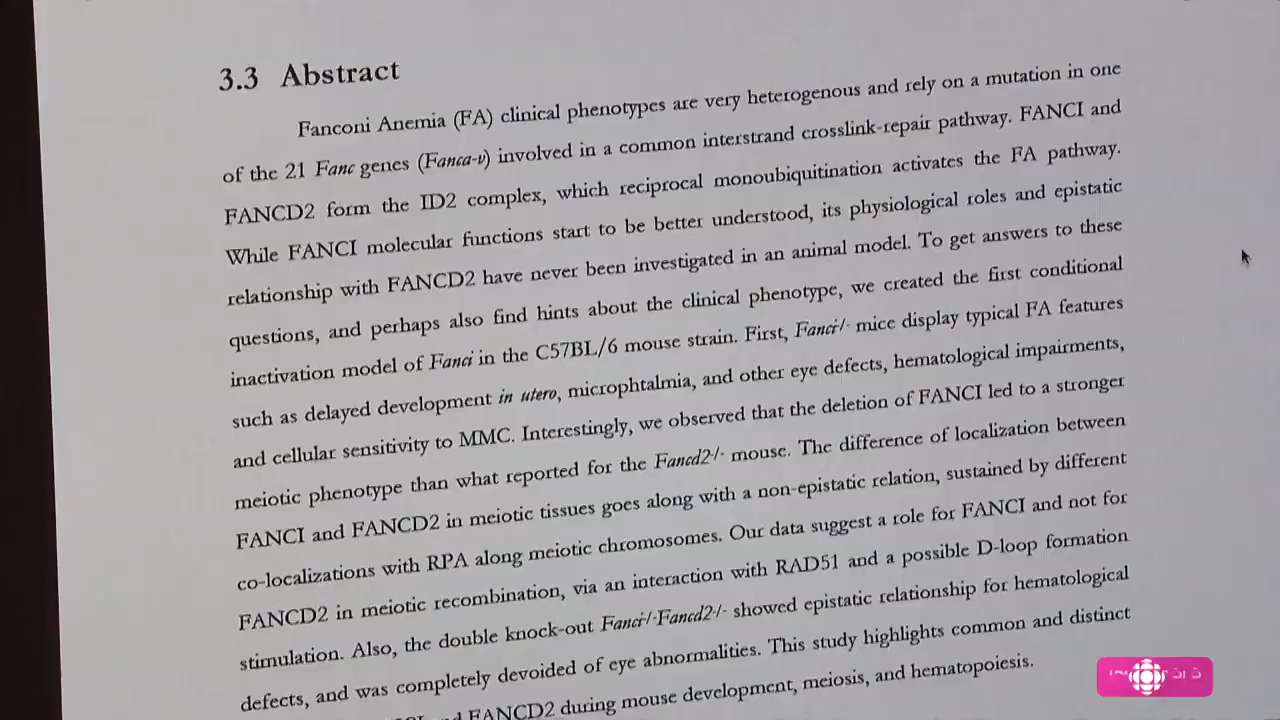 3.3 Abstract
Fanconi Anemia (FA) clinical phenotypes are very heterogenous and rely on a mutation in one
of the 21 Fanc genes (Fanca-v) involved in a common interstrand crosslink-repair pathway. FANCI and
FANCD2 form the ID2 complex, which reciprocal monoubiquitination activates the FA pathway.
While FANCI molecular functions start to be better understood, its physiological roles and epistatic
relationship with FANCD2 have never been investigated in an animal model. To get answers to these
questions, and perhaps also find hints about the clinical phenotype, we created the first conditional
inactivation model of Fanci in the C57BL/6 mouse strain. First, Fanci-/- mice display typical FA features
such as delayed development in utero, microphtalmia, and other eye defects, hematological impairments,
and cellular sensitivity to MMC. Interestingly, we observed that the deletion of FANCI led to a stronger
meiotic phenotype than what reported for the Fancd2-/- mouse. The difference of localization between
FANCI and FANCD2 in meiotic tissues goes along with a non-epistatic relation, sustained by different
co-localizations with RPA along meiotic chromosomes. Our data suggest a role for FANCI and not for
FANCD2 in meiotic recombination, via an interaction with RAD51 and a possible D-loop formation
stimulation. Also, the double knock-out Fanci-/-Fancd2-/- showed epistatic relationship for hematological
defects, and was completely devoided of eye abnormalities. This study highlights common and distinct
and FANCD2 during mouse development, meiosis, and hematopoiesis.